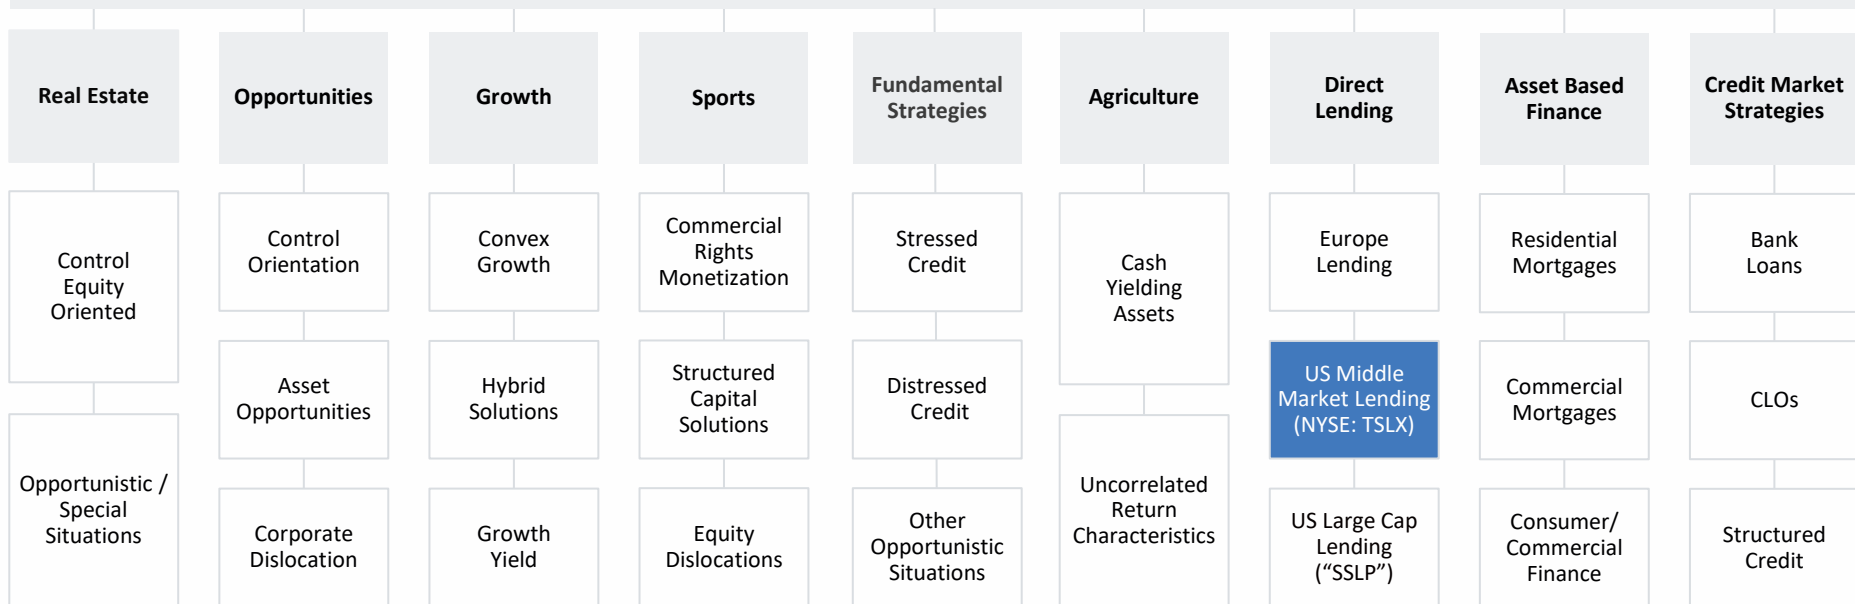 Real Estate
Opportunities
Growth
Sports
Fundamental
Strategies
Agriculture
Direct
Lending
Asset Based
Finance
Credit Market
Strategies
Control
Equity
Oriented
Opportunistic /
Special
Situations
Control
Orientation
Asset
Opportunities
Corporate
Dislocation
Convex
Growth
Hybrid
Solutions
Growth
Yield
Commercial
Rights
Monetization
Structured
Capital
Solutions
Equity
Dislocations
Stressed
Credit
Distressed
Credit
Other
Opportunistic
Situations
Cash
Yielding
Assets
Uncorrelated
Return
Characteristics
Europe
Lending
US Middle
Market Lending
(NYSE: TSLX)
US Large Cap
Lending
(“SSLP”)
Residential
Mortgages
Commercial
Mortgages
Consumer/
Commercial
Finance
Bank
Loans
CLOs
Structured
Credit